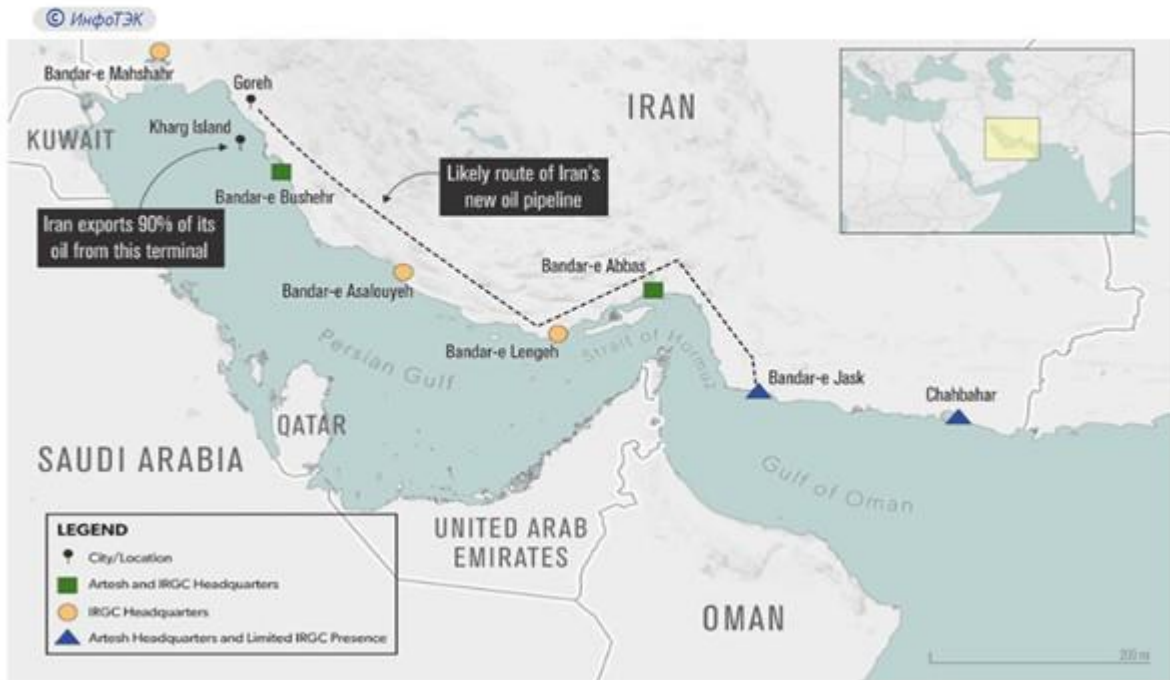 © ИнфоТЭК
Bandar-e Mahshahr
Goreh
IRAN
KUWAIT
Kharg Island
Likely route of Iran's
new oil pipeline
Bandar-e Bushehr
Iran exports 90% of its
oil from this terminal
Bandar-e Abbas
Bandar-e Asalouyeh
Persian Gulf
Bandar-e Lengeh
Strait of Hormuz
Bandar-e Jask
Chahbahar
QATAR
SAUDI ARABIA
Gulf of Oman
UNITED ARAB
EMIRATES
OMAN
LEGEND
City/Location
Artesh and IRGC Headquarters
IRGC Headquarters
Artesh Headquarters and Limited IRGC Presence
200 mi